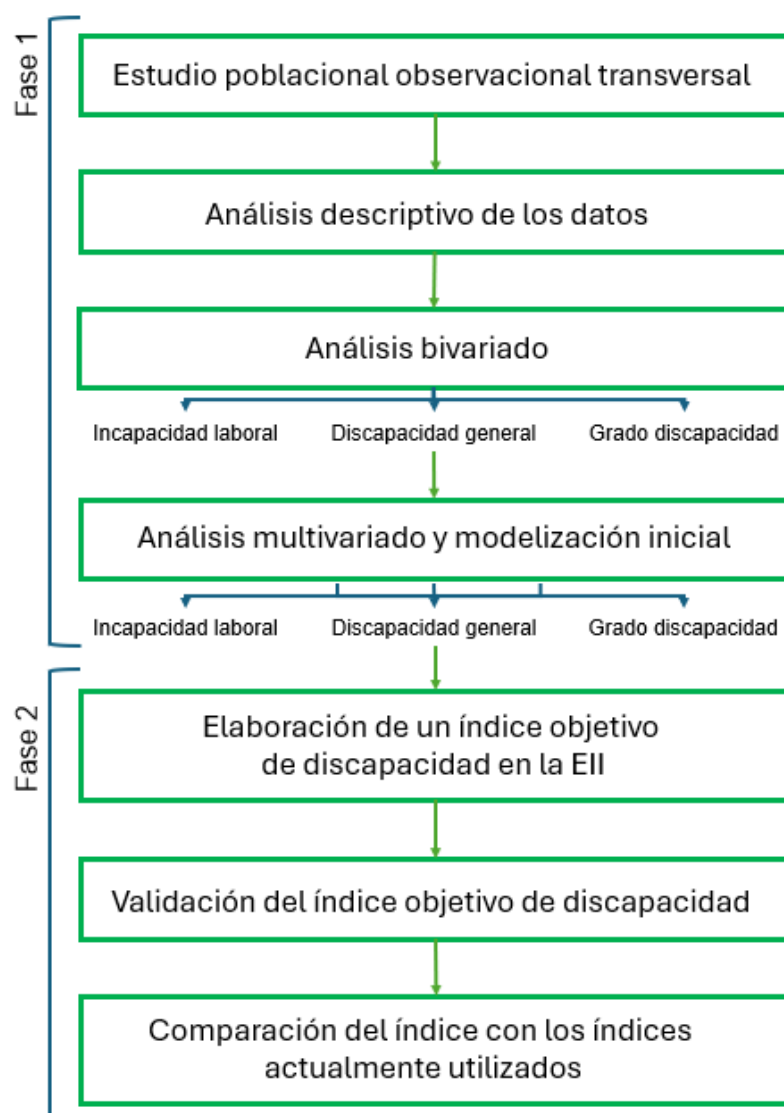 Fase 1
Estudio poblacional observacional transversal
Análisis descriptivo de los datos
Análisis bivariado
Incapacidad laboral
Discapacidad general
Grado discapacidad
Análisis multivariado y modelización inicial
Incapacidad laboral
Discapacidad general
Grado discapacidad
Fase 2
Elaboración de un índice objetivo
de discapacidad en la EII
Validación del índice objetivo de discapacidad
Comparación del índice con los índices
actualmente utilizados